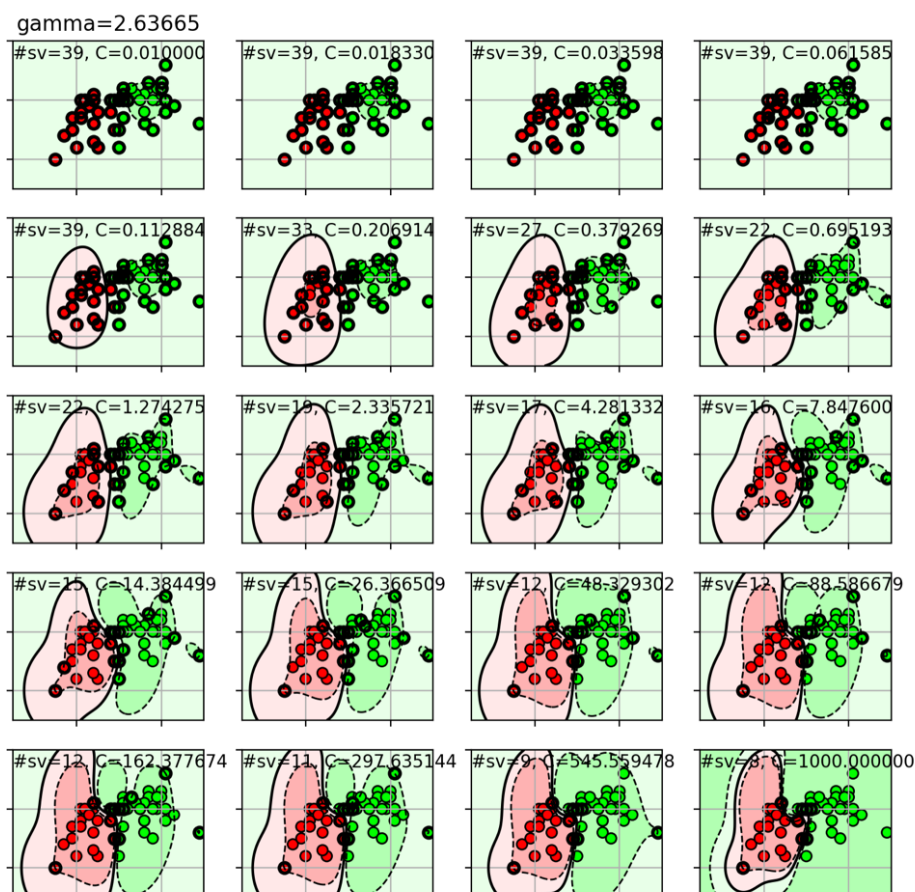 gamma=2.63665
#sv=39, C=0.010000
#sv=39, C=0.018330
#sv=39, C=0.033598
#sv=39, C=0.061585
#sv=39, C=0.112884
#sv=33, C=0.206914
#sv=27, C=0.379269
#sv=22, C=0.695193
#sv=22, C=1.274275
#sv=19, C=2.335721
#sv=17, C=4.281332
#sv=16, C=7.847600
#sv=15, C=14.384499
#sv=15, C=26.366509
#sv=12, C=48.329302
#sv=12, C=88.586679
#sv=12, C=162.377674
#sv=11, C=297.635144
#sv=9, C=545.559478
#sv=8, C=1000.000000